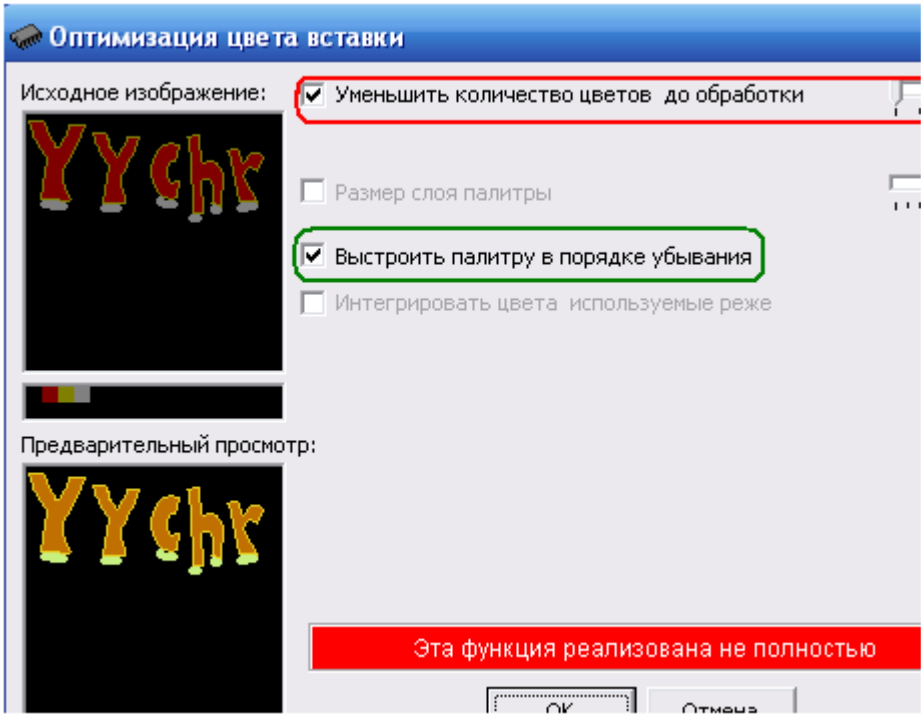 Оптимизация цвета вставки
Исходное изображение:
Уменьшить количество цветов до обработки
YYchr
Размер слоя палитры
Выстроить палитру в порядке убывания
Интегрировать цвета используемые реже
Предварительный просмотр:
YYchr
Эта функция реализована не полностью
OK
Отмена